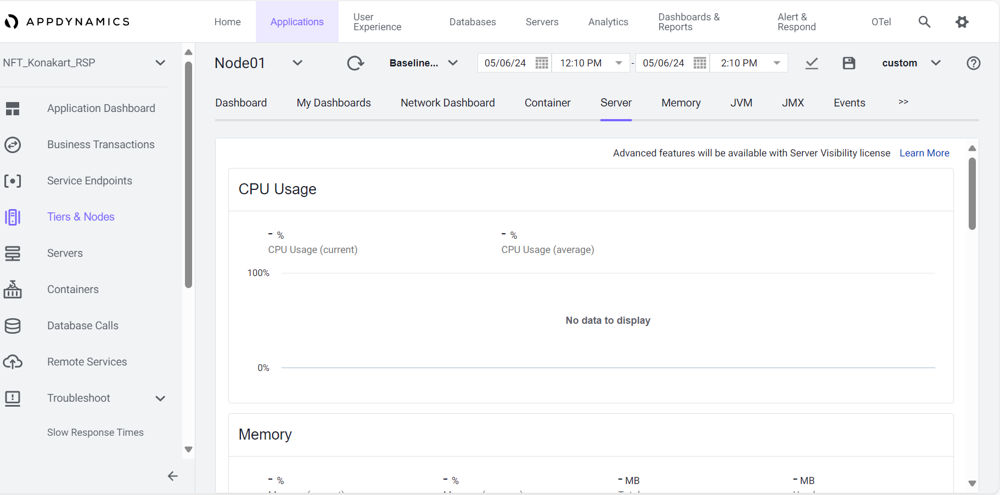 APPDYNAMICS
Home
Applications
User
Experience
Databases
Servers
Analytics
Dashboards &
Reports
Alert &
Respond
OTel
NFT_Konakart_RSP
Application Dashboard
Business Transactions
Service Endpoints
Tiers & Nodes
Servers
Containers
Database Calls
Remote Services
Troubleshoot
Slow Response Times
Node01
Baseline...
05/06/24 12:10 PM - 05/06/24 2:10 PM
custom
Dashboard My Dashboards Network Dashboard Container Server Memory JVM JMX Events >>
Advanced features will be available with Server Visibility license Learn More
CPU Usage
- %
CPU Usage (current)
- %
CPU Usage (average)
100%
No data to display
0%
Memory
- % - % - MB - MB